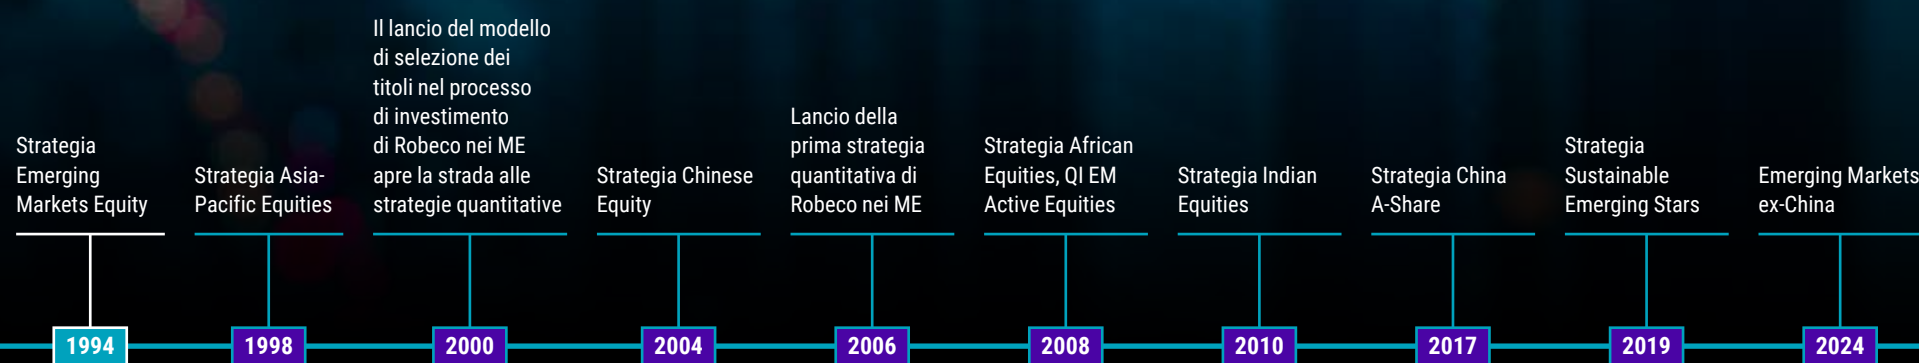 Strategia
Emerging
Markets Equity
1994
Strategia Asia-
Pacific Equities
1998
Il lancio del modello
di selezione dei
titoli nel processo
di investimento
di Robeco nei ME
apre la strada alle
strategie quantitative
2000
Strategia Chinese
Equity
2004
Lancio della
prima strategia
quantitativa di
Robeco nei ME
2006
Strategia African
Equities, QI EM
Active Equities
2008
Strategia Indian
Equities
2010
Strategia China
A-Share
2017
Strategia
Sustainable
Emerging Stars
2019
Emerging Markets
ex-China
2024